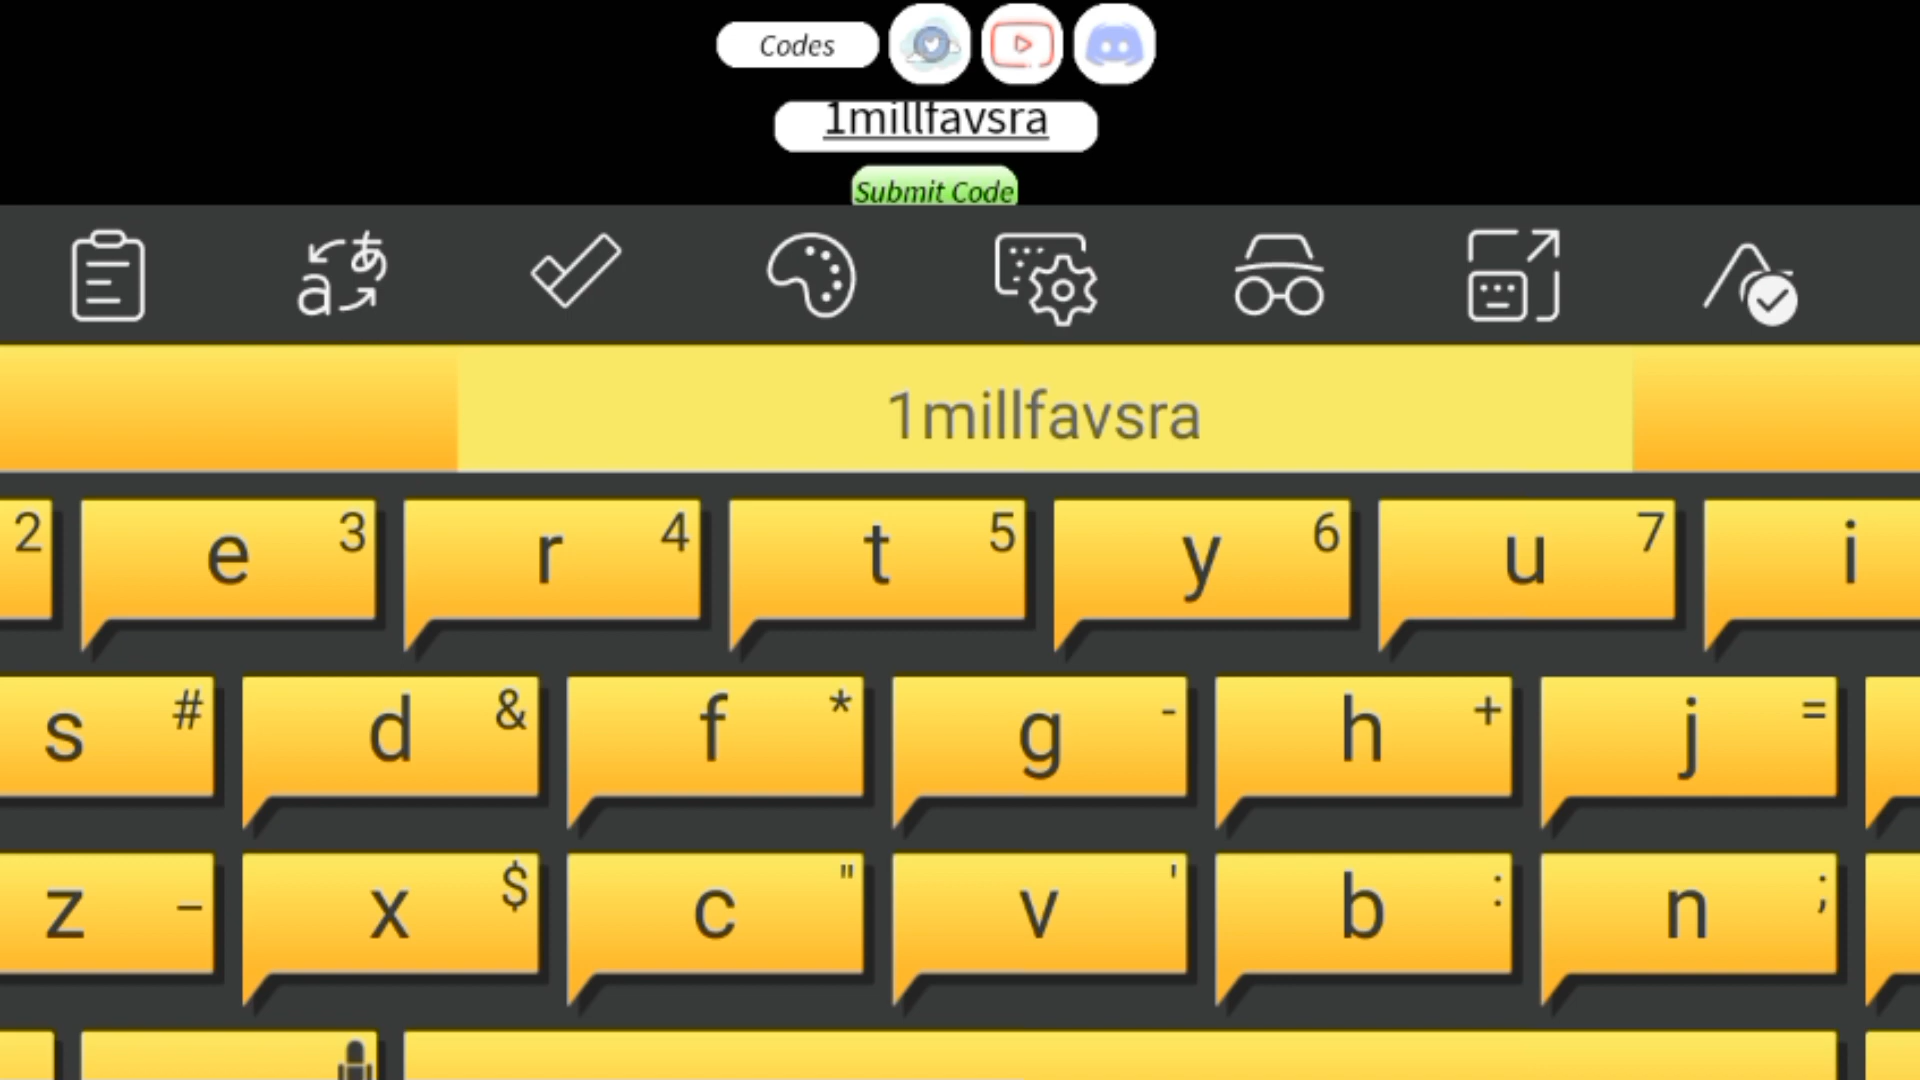 Codes
1millfavsra
Submit Code
1millfavsra
2 e 3 r 4 t 5 y 6 u 7 i
s # d & f * g - h + j =
z _ x $ c " v ' b : n ;